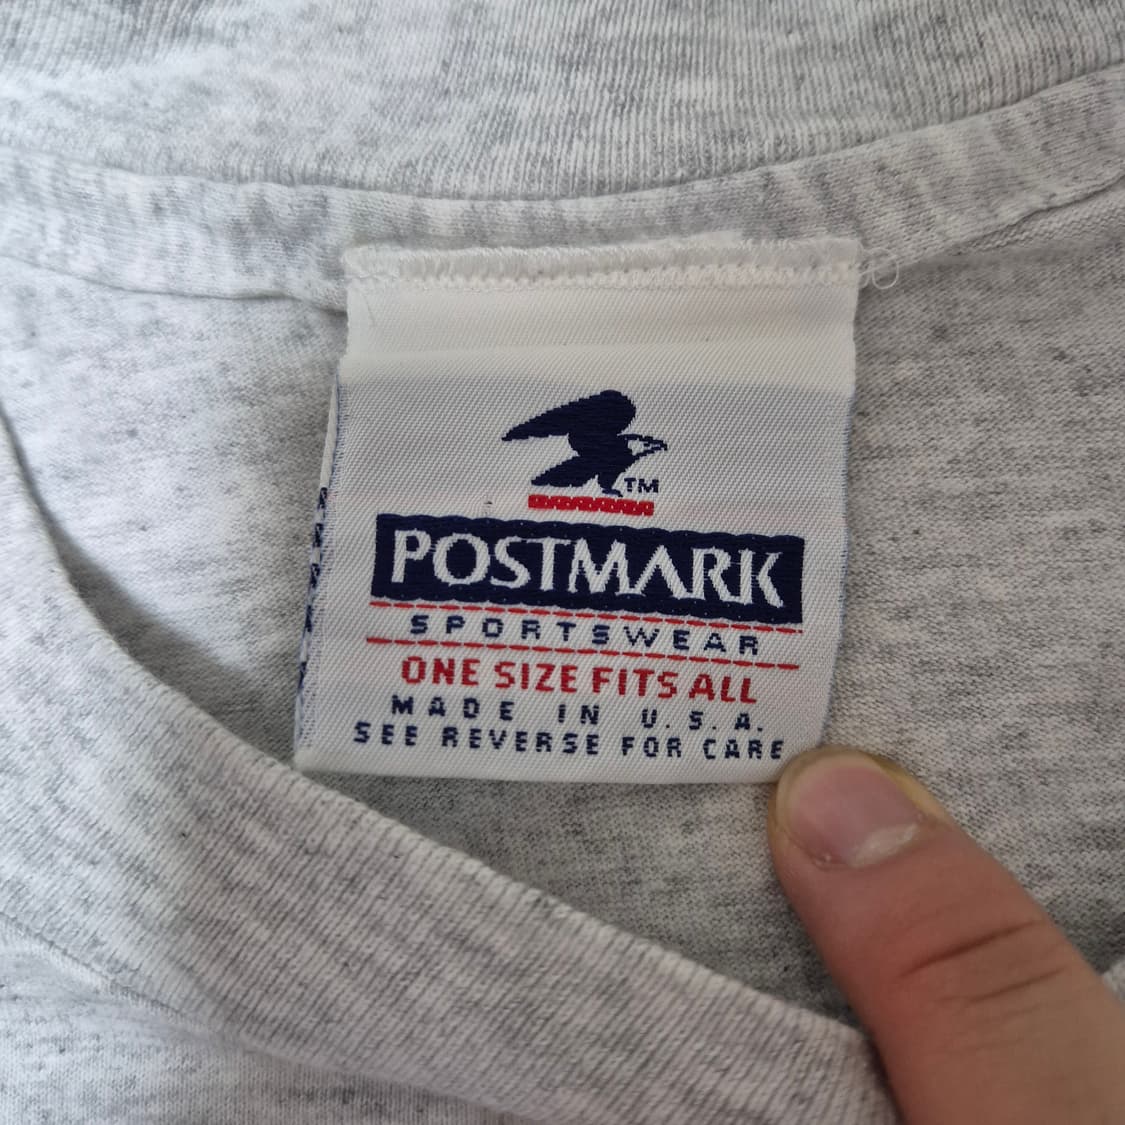 TM
POSTMARK
SPORTSWEAR
ONE SIZE FITS ALL
MADE IN U.S.A.
SEE REVERSE FOR CARE